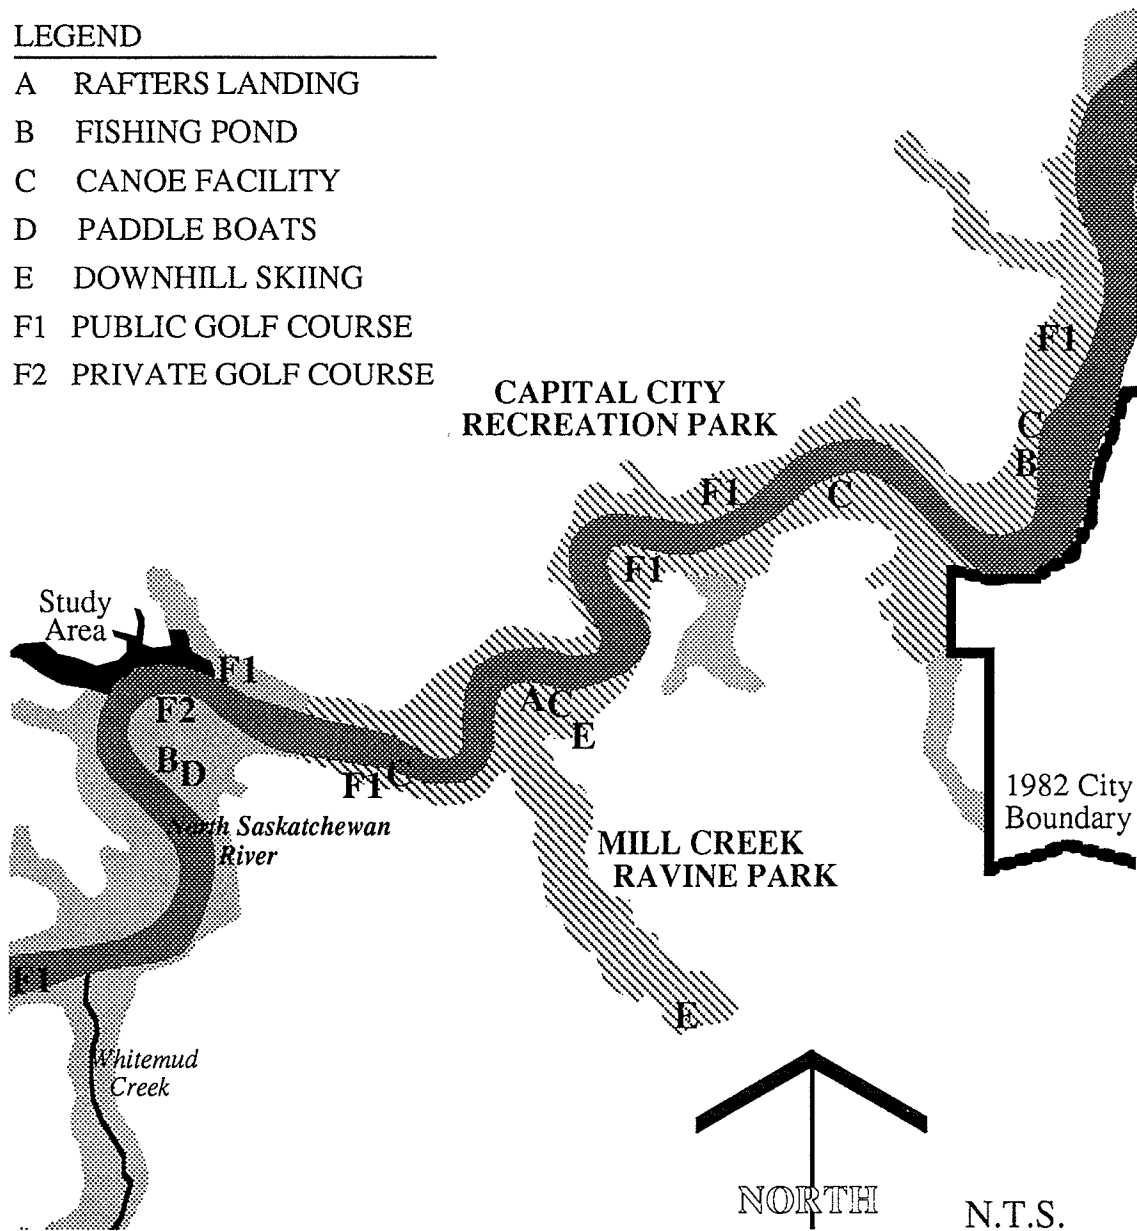 LEGEND
A RAFTERS LANDING
B FISHING POND
C CANOE FACILITY
D PADDLE BOATS
E DOWNHILL SKIING
F1 PUBLIC GOLF COURSE
F2 PRIVATE GOLF COURSE
F1
CAPITAL CITY
RECREATION PARK
C
B
F1
C
F1
Study
Area
F1
F2
A
C
E
B
D
F1
C
1982 City
Boundary
North Saskatchewan
River
MILL CREEK
RAVINE PARK
F1
E
Whitemud
Creek
NORTH
N.T.S.